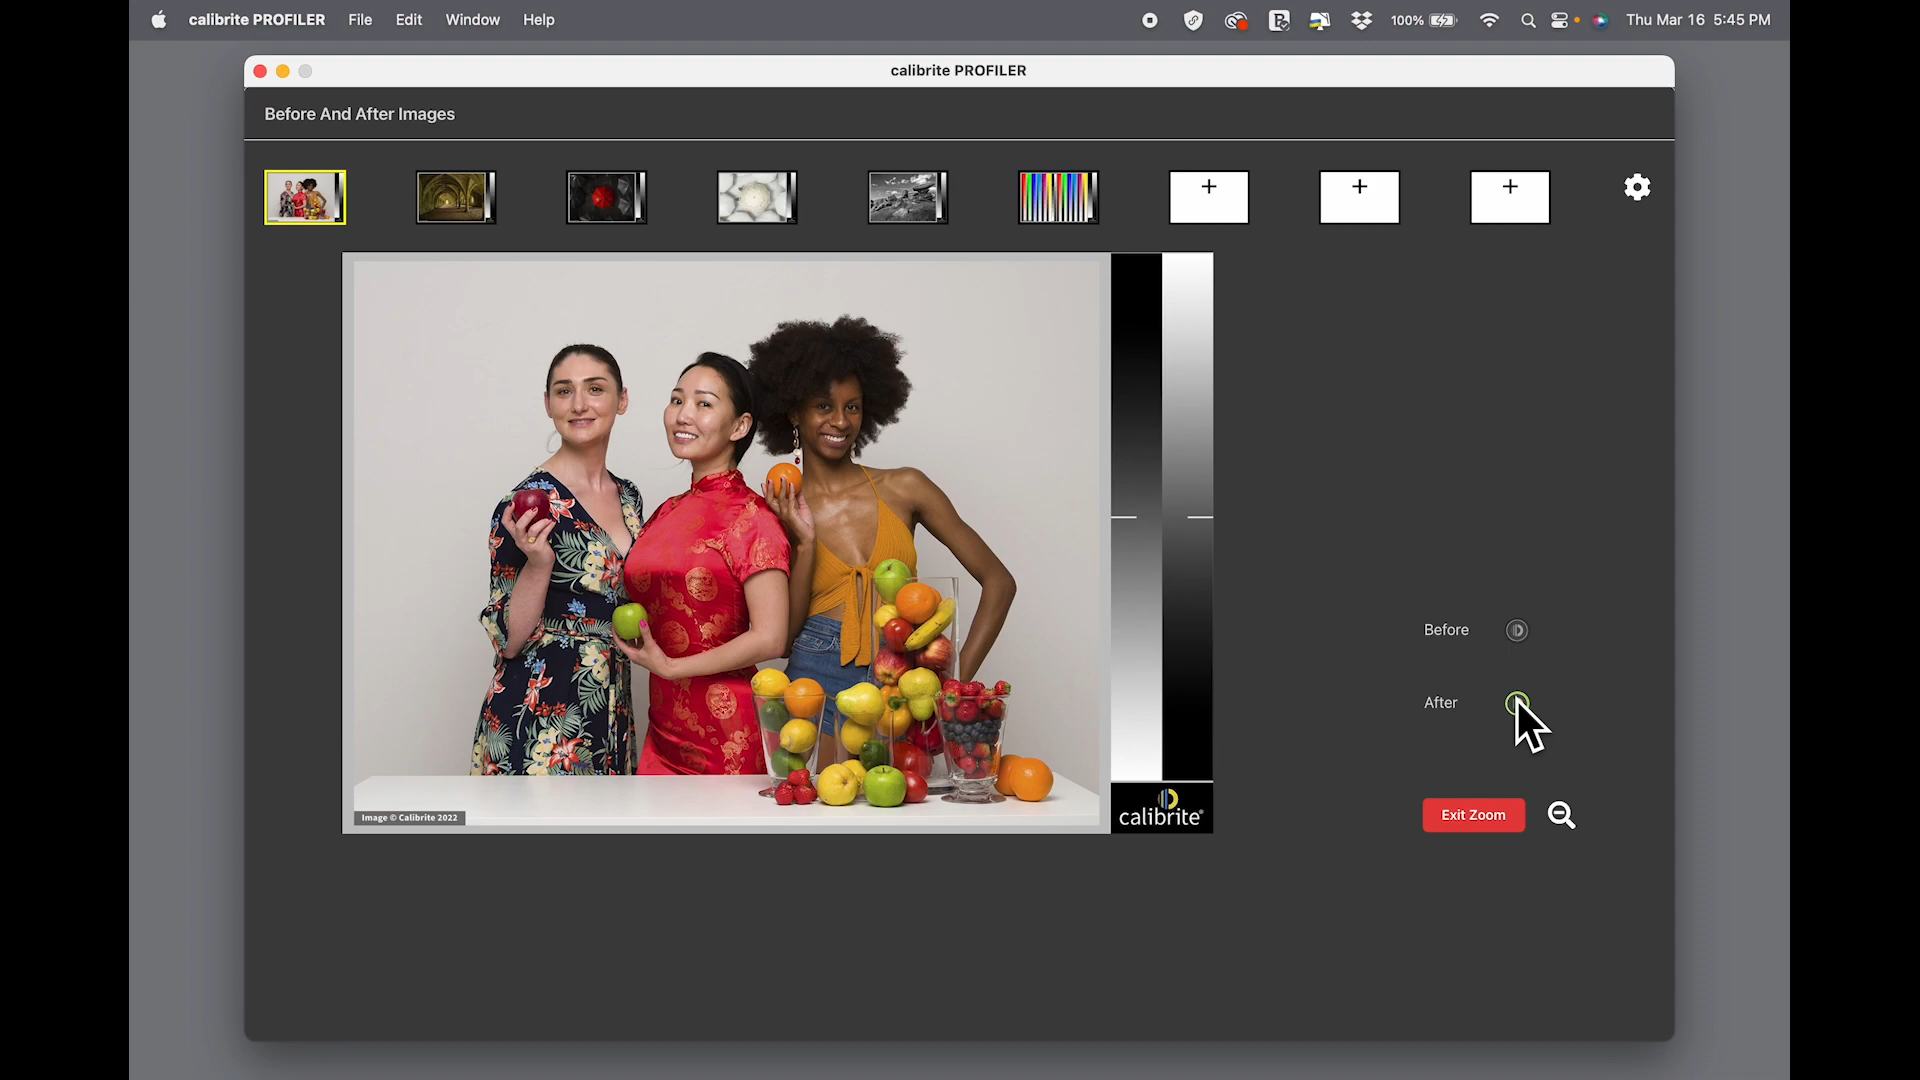 calibrite PROFILER File Edit Window Help 100% Thu Mar 16 5:45 PM
calibrite PROFILER
Before And After Images
+ + +
Before
After
Exit Zoom
Image © Calibrite 2022
calibrite®